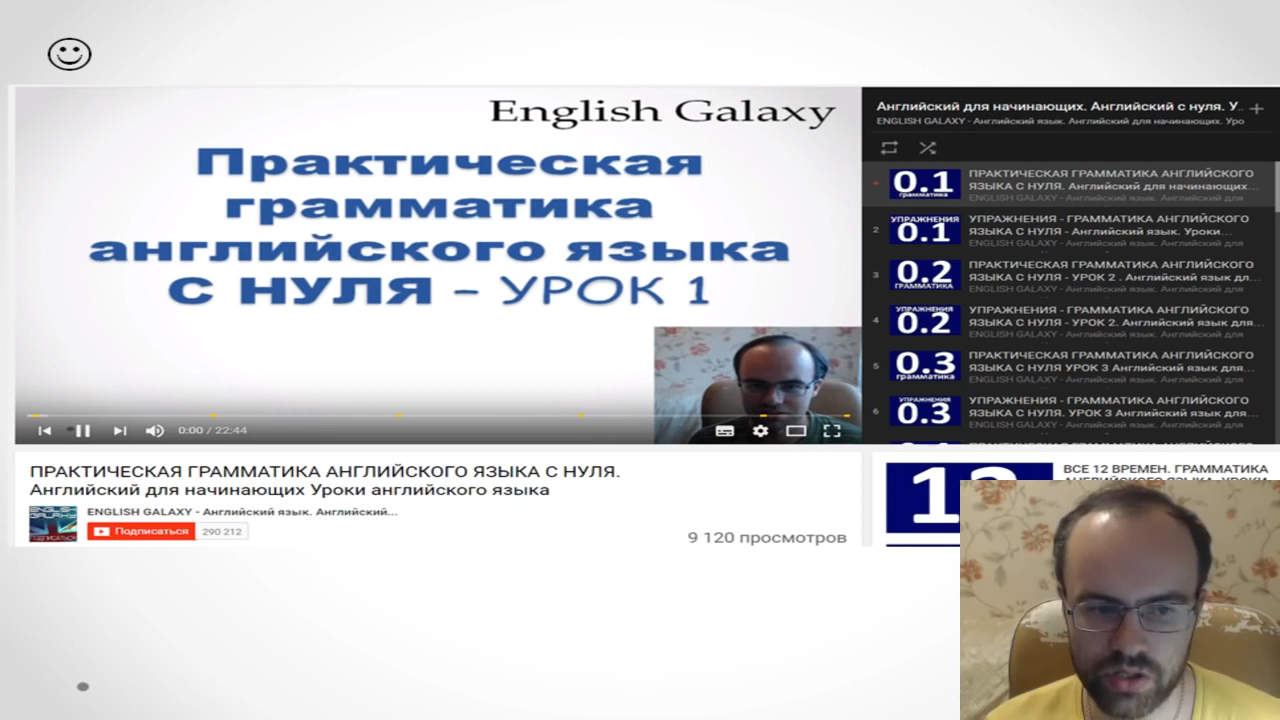 English Galaxy
Практическая
грамматика
английского языка
С НУЛЯ – УРОК 1
0:00 / 22:44
ПРАКТИЧЕСКАЯ ГРАММАТИКА АНГЛИЙСКОГО ЯЗЫКА С НУЛЯ.
Английский для начинающих Уроки английского языка
ENGLISH GALAXY - Английский язык. Английский...
Подписаться 290 212
9 120 просмотров
Английский для начинающих. Английский с нуля. У...
ENGLISH GALAXY - Английский язык. Английский для начинающих. Уро
0.1
грамматика
ПРАКТИЧЕСКАЯ ГРАММАТИКА АНГЛИЙСКОГО
ЯЗЫКА С НУЛЯ. Английский для начинающих...
ENGLISH GALAXY - Английский язык. Английский для
2
УПРАЖНЕНИЯ
0.1
УПРАЖНЕНИЯ - ГРАММАТИКА АНГЛИЙСКОГО
ЯЗЫКА С НУЛЯ - Английский язык. Уроки...
ENGLISH GALAXY - Английский язык. Английский для
3
0.2
ГРАММАТИКА
ПРАКТИЧЕСКАЯ ГРАММАТИКА АНГЛИЙСКОГО
ЯЗЫКА С НУЛЯ - УРОК 2 . Английский язык дл...
ENGLISH GALAXY - Английский язык. Английский для
4
УПРАЖНЕНИЯ
0.2
УПРАЖНЕНИЯ - ГРАММАТИКА АНГЛИЙСКОГО
ЯЗЫКА С НУЛЯ - УРОК 2. Английский язык для...
ENGLISH GALAXY - Английский язык. Английский для
5
0.3
грамматика
ПРАКТИЧЕСКАЯ ГРАММАТИКА АНГЛИЙСКОГО
ЯЗЫКА С НУЛЯ УРОК 3 Английский язык для...
ENGLISH GALAXY - Английский язык. Английский для
6
УПРАЖНЕНИЯ
0.3
УПРАЖНЕНИЯ - ГРАММАТИКА АНГЛИЙСКОГО
ЯЗЫКА С НУЛЯ. УРОК 3 Английский язык для...
ENGLISH GALAXY - Английский язык. Английский для
ВСЕ 12 ВРЕМЕН. ГРАММАТИКА